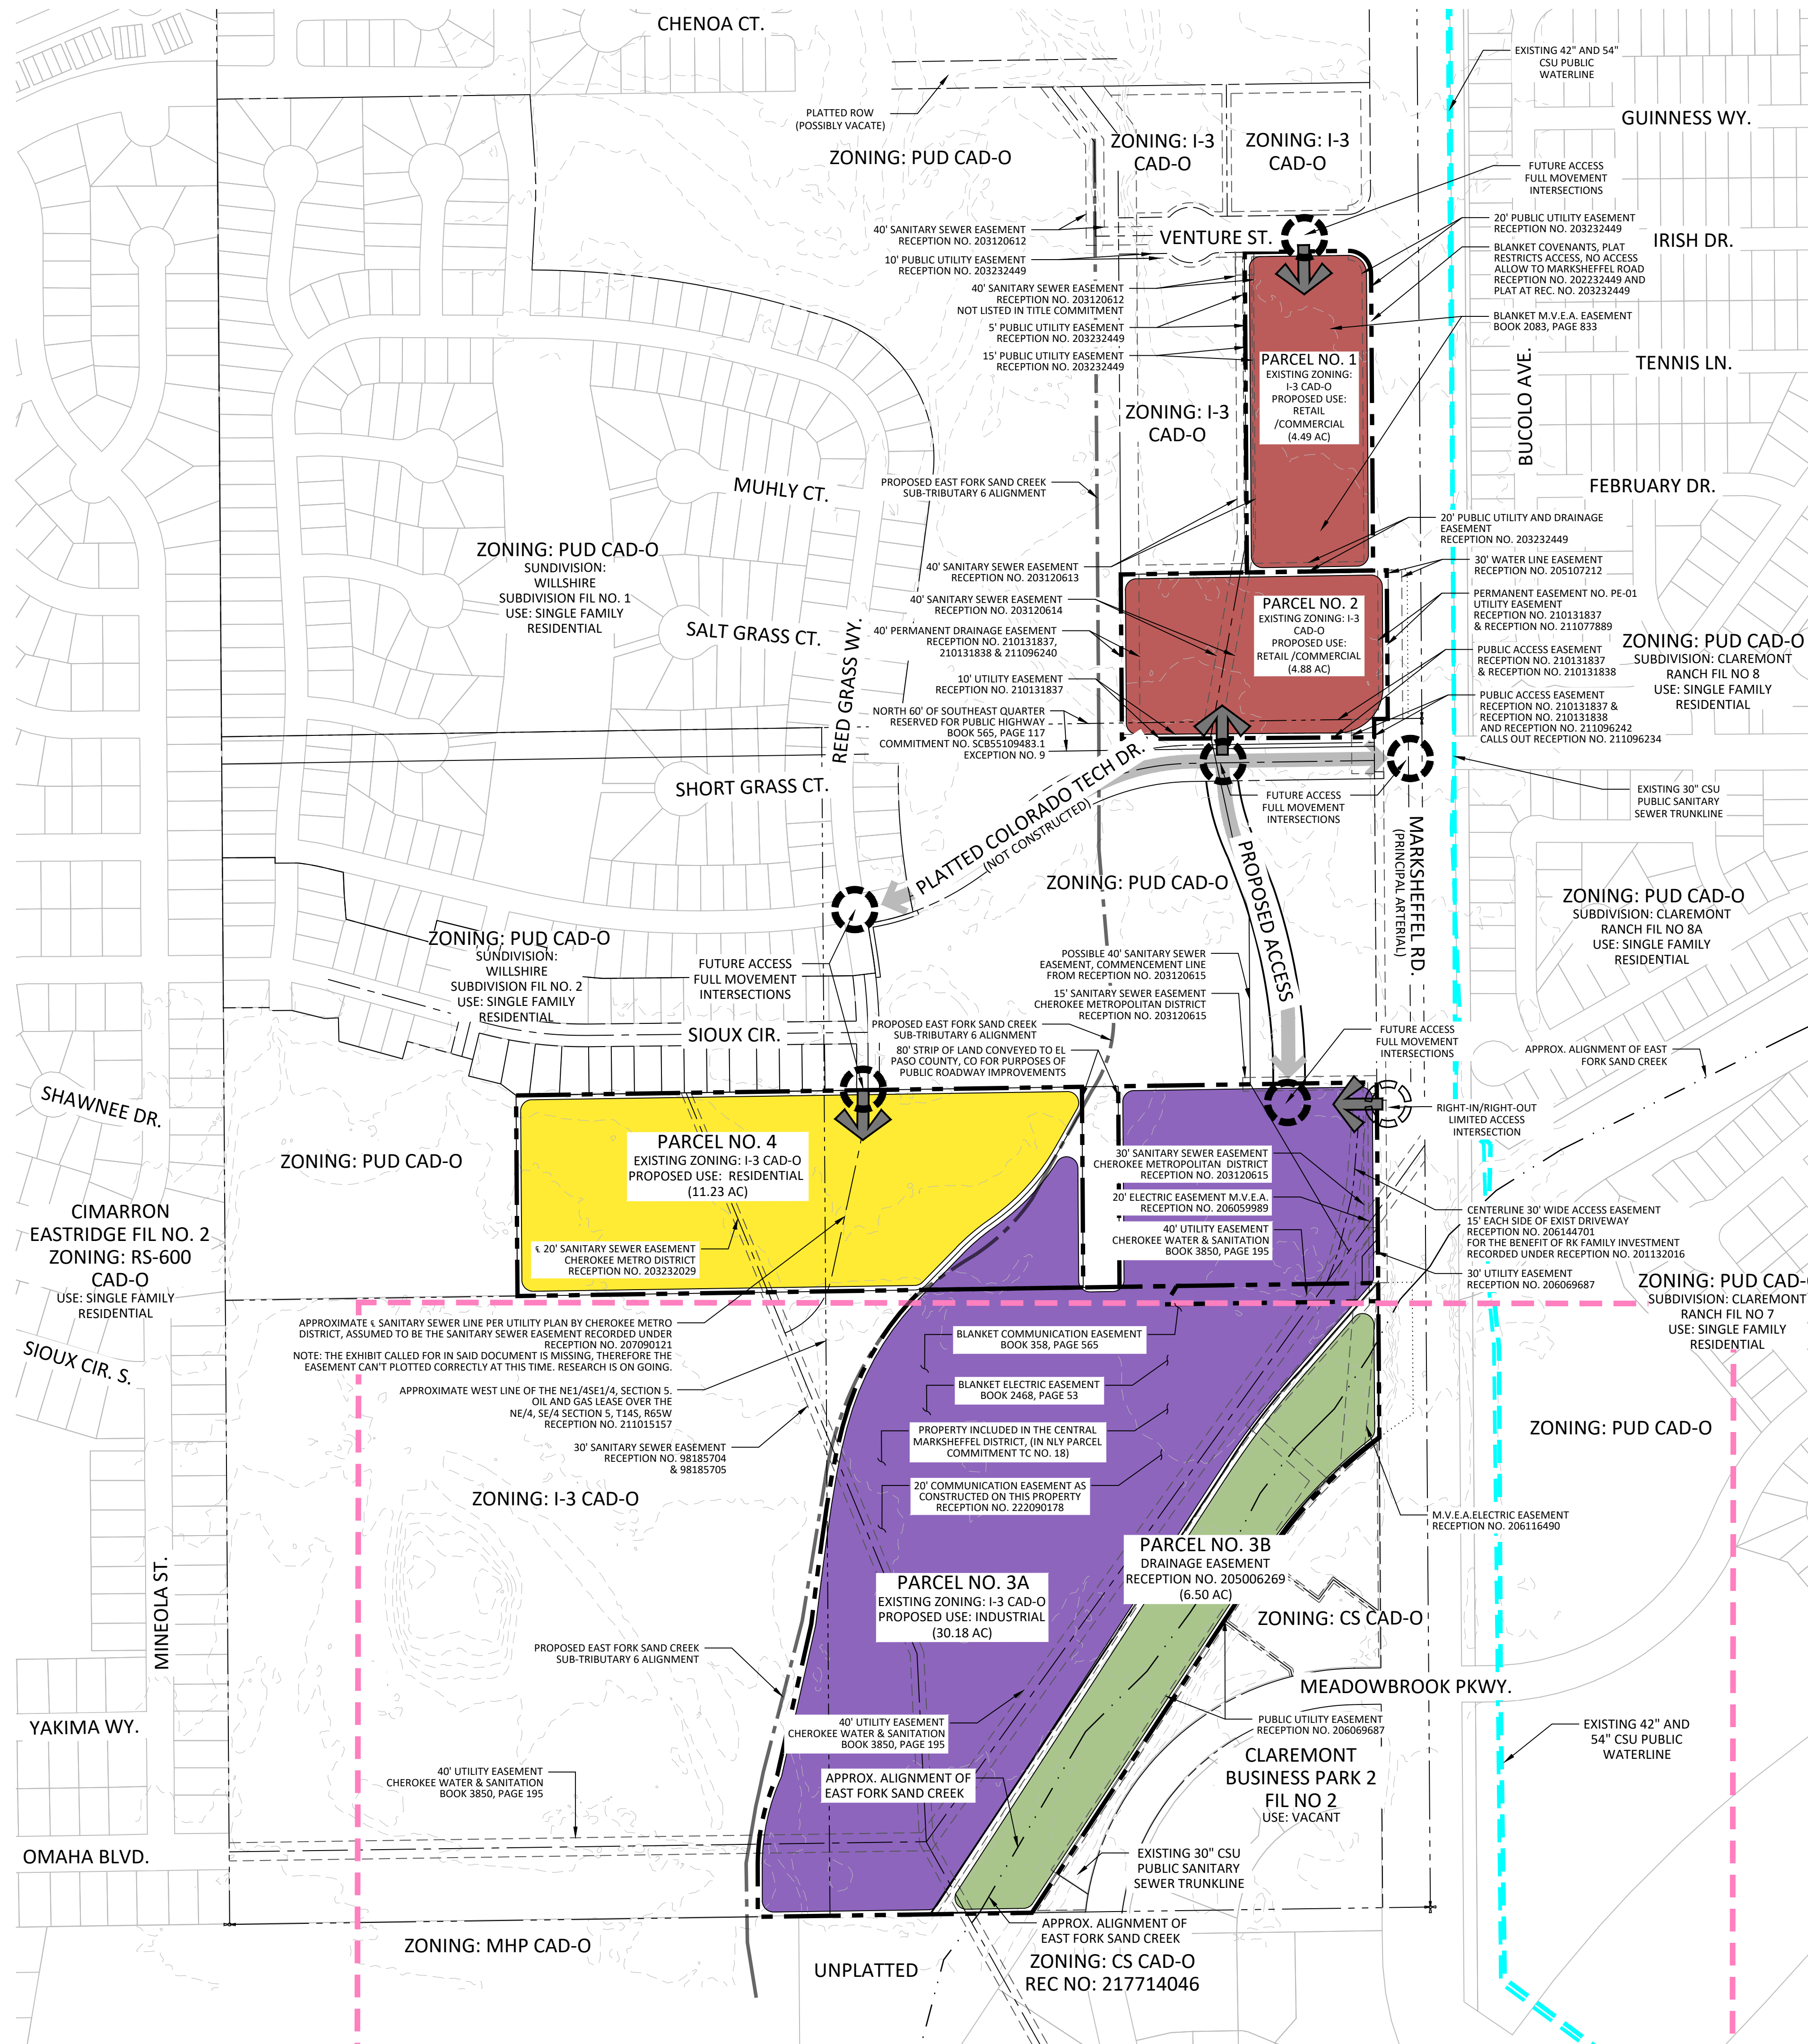 CHENOA CT.
EXISTING 42" AND 54"
CSU PUBLIC
WATERLINE
PLATTED ROW
(POSSIBLY VACATE)
GUINNESS WY.
ZONING: PUD CAD-O
ZONING: I-3
CAD-O
ZONING: I-3
CAD-O
FUTURE ACCESS
FULL MOVEMENT
INTERSECTIONS
40' SANITARY SEWER EASEMENT
RECEPTION NO. 203120612
VENTURE ST.
20' PUBLIC UTILITY EASEMENT
RECEPTION NO. 203232449
IRISH DR.
10' PUBLIC UTILITY EASEMENT
RECEPTION NO. 203232449
BLANKET COVENANTS, PLAT
RESTRICTS ACCESS, NO ACCESS
ALLOW TO MARKSHEFFEL ROAD
RECEPTION NO. 202232449 AND
PLAT AT REC. NO. 203232449
40' SANITARY SEWER EASEMENT
RECEPTION NO. 203120612
NOT LISTED IN TITLE COMMITMENT
5' PUBLIC UTILITY EASEMENT
RECEPTION NO. 203232449
BLANKET M.V.E.A. EASEMENT
BOOK 2083, PAGE 833
15' PUBLIC UTILITY EASEMENT
RECEPTION NO. 203232449
PARCEL NO. 1
EXISTING ZONING:
I-3 CAD-O
PROPOSED USE:
RETAIL
/COMMERCIAL
(4.49 AC)
TENNIS LN.
BUCOLO AVE.
ZONING: I-3
CAD-O
MUHLY CT.
PROPOSED EAST FORK SAND CREEK
SUB-TRIBUTARY 6 ALIGNMENT
FEBRUARY DR.
20' PUBLIC UTILITY AND DRAINAGE
EASEMENT
RECEPTION NO. 203232449
ZONING: PUD CAD-O
SUNDIVISION:
WILLSHIRE
SUBDIVISION FIL NO. 1
USE: SINGLE FAMILY
RESIDENTIAL
40' SANITARY SEWER EASEMENT
RECEPTION NO. 203120613
30' WATER LINE EASEMENT
RECEPTION NO. 205107212
40' SANITARY SEWER EASEMENT
RECEPTION NO. 203120614
PARCEL NO. 2
EXISTING ZONING: I-3
CAD-O
PROPOSED USE:
RETAIL /COMMERCIAL
(4.88 AC)
PERMANENT EASEMENT NO. PE-01
UTILITY EASEMENT
RECEPTION NO. 210131837
& RECEPTION NO. 211077889
SALT GRASS CT.
REED GRASS WY.
40' PERMANENT DRAINAGE EASEMENT
RECEPTION NO. 210131837,
210131838 & 211096240
ZONING: PUD CAD-O
SUBDIVISION: CLAREMONT
RANCH FIL NO 8
USE: SINGLE FAMILY
RESIDENTIAL
PUBLIC ACCESS EASEMENT
RECEPTION NO. 210131837
& RECEPTION NO. 210131838
10' UTILITY EASEMENT
RECEPTION NO. 210131837
PUBLIC ACCESS EASEMENT
RECEPTION NO. 210131837 &
RECEPTION NO. 210131838
AND RECEPTION NO. 211096242
CALLS OUT RECEPTION NO. 211096234
NORTH 60' OF SOUTHEAST QUARTER
RESERVED FOR PUBLIC HIGHWAY
BOOK 565, PAGE 117
COMMITMENT NO. SCB55109483.1
EXCEPTION NO. 9
SHORT GRASS CT.
PLATTED COLORADO TECH DR.
(NOT CONSTRUCTED)
FUTURE ACCESS
FULL MOVEMENT
INTERSECTIONS
EXISTING 30" CSU
PUBLIC SANITARY
SEWER TRUNKLINE
MARKSHEFFEL RD.
(PRINCIPAL ARTERIAL)
PROPOSED ACCESS
ZONING: PUD CAD-O
ZONING: PUD CAD-O
SUBDIVISION: CLAREMONT
RANCH FIL NO 8A
USE: SINGLE FAMILY
RESIDENTIAL
ZONING: PUD CAD-O
SUNDIVISION:
WILLSHIRE
SUBDIVISION FIL NO. 2
USE: SINGLE FAMILY
RESIDENTIAL
FUTURE ACCESS
FULL MOVEMENT
INTERSECTIONS
POSSIBLE 40' SANITARY SEWER
EASEMENT, COMMENCEMENT LINE
FROM RECEPTION NO. 203120615
15' SANITARY SEWER EASEMENT
CHEROKEE METROPOLITAN DISTRICT
RECEPTION NO. 203120615
SIOUX CIR.
PROPOSED EAST FORK SAND CREEK
SUB-TRIBUTARY 6 ALIGNMENT
80' STRIP OF LAND CONVEYED TO EL
PASO COUNTY, CO FOR PURPOSES OF
PUBLIC ROADWAY IMPROVEMENTS
FUTURE ACCESS
FULL MOVEMENT
INTERSECTIONS
APPROX. ALIGNMENT OF EAST
FORK SAND CREEK
SHAWNEE DR.
RIGHT-IN/RIGHT-OUT
LIMITED ACCESS
INTERSECTION
ZONING: PUD CAD-O
PARCEL NO. 4
EXISTING ZONING: I-3 CAD-O
PROPOSED USE: RESIDENTIAL
(11.23 AC)
30' SANITARY SEWER EASEMENT
CHEROKEE METROPOLITAN DISTRICT
RECEPTION NO. 203120615
20' ELECTRIC EASEMENT M.V.E.A.
RECEPTION NO. 206059989
40' UTILITY EASEMENT
CHEROKEE WATER & SANITATION
BOOK 3850, PAGE 195
CENTERLINE 30' WIDE ACCESS EASEMENT
15' EACH SIDE OF EXIST DRIVEWAY
RECEPTION NO. 206144701
FOR THE BENEFIT OF RK FAMILY INVESTMENT
RECORDED UNDER RECEPTION NO. 201132016
CIMARRON
EASTRIDGE FIL NO. 2
ZONING: RS-600
CAD-O
USE: SINGLE FAMILY
RESIDENTIAL
℄ 20' SANITARY SEWER EASEMENT
CHEROKEE METRO DISTRICT
RECEPTION NO. 203232029
30' UTILITY EASEMENT
RECEPTION NO. 206069687
ZONING: PUD CAD-O
SUBDIVISION: CLAREMONT
RANCH FIL NO 7
USE: SINGLE FAMILY
RESIDENTIAL
APPROXIMATE ℄ SANITARY SEWER LINE PER UTILITY PLAN BY CHEROKEE METRO
DISTRICT, ASSUMED TO BE THE SANITARY SEWER EASEMENT RECORDED UNDER
RECEPTION NO. 207090121
NOTE: THE EXHIBIT CALLED FOR IN SAID DOCUMENT IS MISSING, THEREFORE THE
EASEMENT CAN'T PLOTTED CORRECTLY AT THIS TIME. RESEARCH IS ON GOING.
BLANKET COMMUNICATION EASEMENT
BOOK 358, PAGE 565
SIOUX CIR. S.
APPROXIMATE WEST LINE OF THE NE1/4SE1/4, SECTION 5.
OIL AND GAS LEASE OVER THE
NE/4, SE/4 SECTION 5, T14S, R65W
RECEPTION NO. 211015157
BLANKET ELECTRIC EASEMENT
BOOK 2468, PAGE 53
PROPERTY INCLUDED IN THE CENTRAL
MARKSHEFFEL DISTRICT, (IN NLY PARCEL
COMMITMENT TC NO. 18)
ZONING: PUD CAD-O
30' SANITARY SEWER EASEMENT
RECEPTION NO. 98185704
& 98185705
20' COMMUNICATION EASEMENT AS
CONSTRUCTED ON THIS PROPERTY
RECEPTION NO. 222090178
ZONING: I-3 CAD-O
M.V.E.A.ELECTRIC EASEMENT
RECEPTION NO. 206116490
PARCEL NO. 3B
DRAINAGE EASEMENT
RECEPTION NO. 205006269
(6.50 AC)
MINEOLA ST.
PARCEL NO. 3A
EXISTING ZONING: I-3 CAD-O
PROPOSED USE: INDUSTRIAL
(30.18 AC)
ZONING: CS CAD-O
PROPOSED EAST FORK SAND CREEK
SUB-TRIBUTARY 6 ALIGNMENT
MEADOWBROOK PKWY.
YAKIMA WY.
40' UTILITY EASEMENT
CHEROKEE WATER & SANITATION
BOOK 3850, PAGE 195
PUBLIC UTILITY EASEMENT
RECEPTION NO. 206069687
EXISTING 42" AND
54" CSU PUBLIC
WATERLINE
CLAREMONT
BUSINESS PARK 2
FIL NO 2
USE: VACANT
40' UTILITY EASEMENT
CHEROKEE WATER & SANITATION
BOOK 3850, PAGE 195
APPROX. ALIGNMENT OF
EAST FORK SAND CREEK
OMAHA BLVD.
EXISTING 30" CSU
PUBLIC SANITARY
SEWER TRUNKLINE
APPROX. ALIGNMENT OF
EAST FORK SAND CREEK
ZONING: MHP CAD-O
UNPLATTED
ZONING: CS CAD-O
REC NO: 217714046